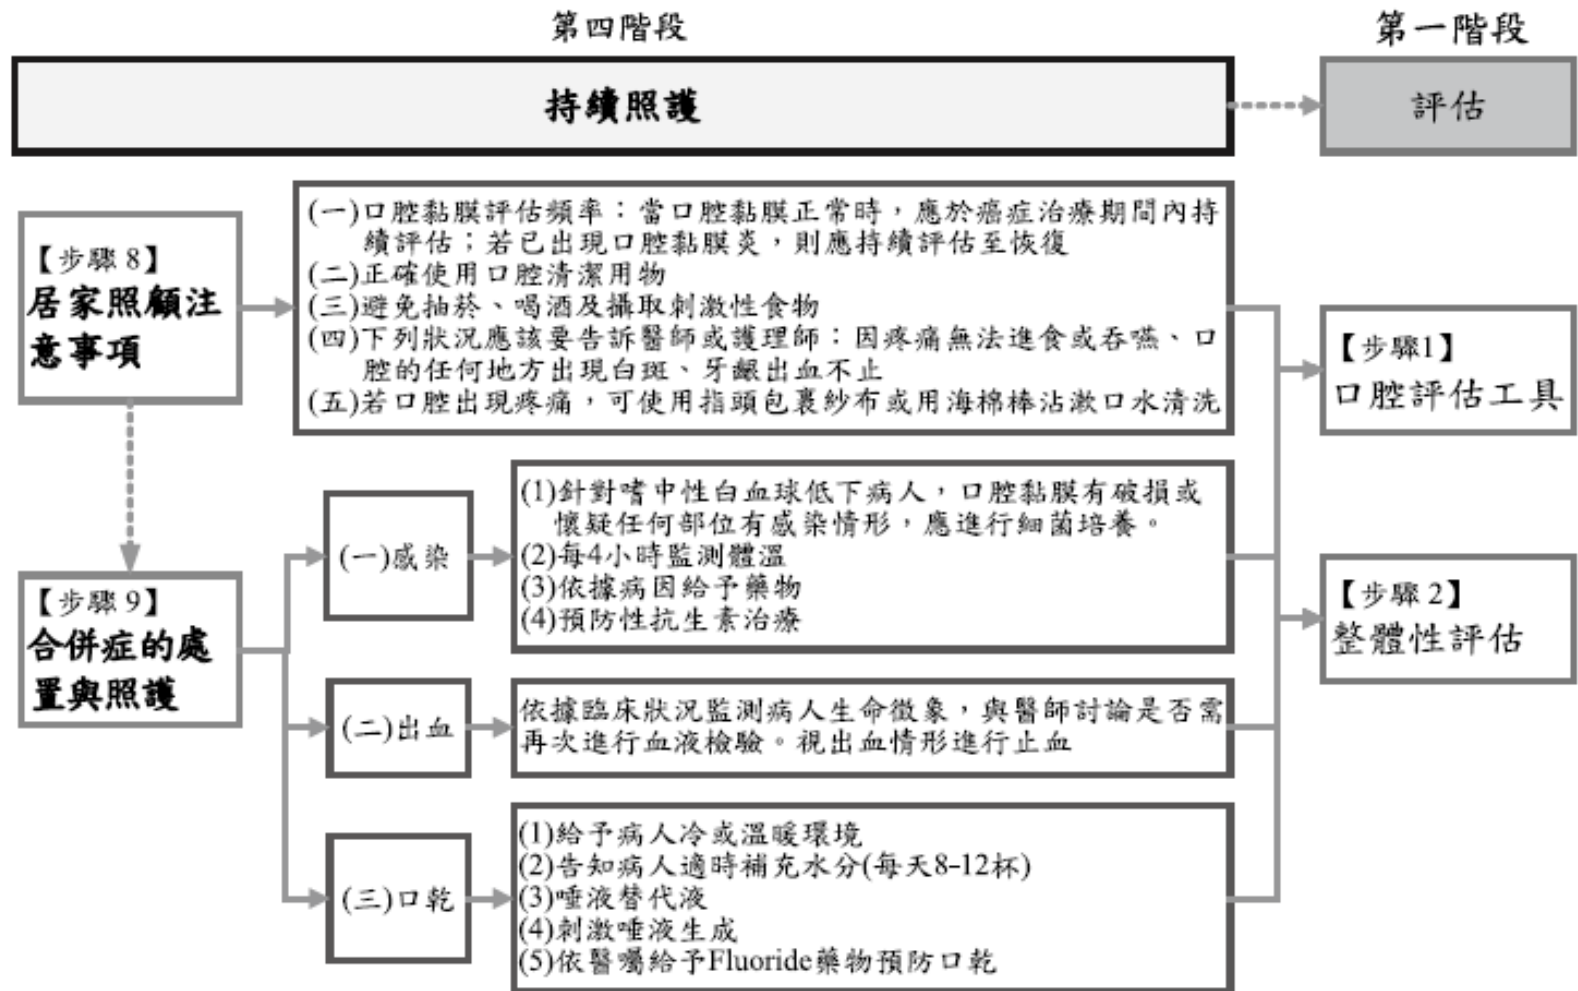 第四階段
第一階段
持續照護
評估
【步驟 8】
居家照顧注
意事項
(一)口腔黏膜評估頻率：當口腔黏膜正常時，應於癌症治療期間內持
續評估；若已出現口腔黏膜炎，則應持續評估至恢復
(二)正確使用口腔清潔用物
(三)避免抽菸、喝酒及攝取刺激性食物
(四)下列狀況應該要告訴醫師或護理師：因疼痛無法進食或吞嚥、口
腔的任何地方出現白斑、牙齦出血不止
(五)若口腔出現疼痛，可使用指頭包裹紗布或用海棉棒沾漱口水清洗
【步驟1】
口腔評估工具
【步驟 9】
合併症的處
置與照護
(一)感染
(1)針對嗜中性白血球低下病人，口腔黏膜有破損或
懷疑任何部位有感染情形，應進行細菌培養。
(2)每4小時監測體溫
(3)依據病因給予藥物
(4)預防性抗生素治療
【步驟 2】
整體性評估
(二)出血
依據臨床狀況監測病人生命徵象，與醫師討論是否需
再次進行血液檢驗。視出血情形進行止血
(三)口乾
(1)給予病人冷或溫暖環境
(2)告知病人適時補充水分(每天8-12杯)
(3)唾液替代液
(4)刺激唾液生成
(5)依醫囑給予Fluoride藥物預防口乾